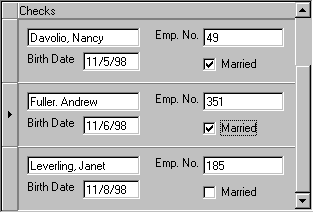 Checks
Davolio, Nancy Emp. No. 49
Birth Date 11/5/98 Married
Fuller. Andrew Emp. No. 351
Birth Date 11/6/98 Married
Leverling, Janet Emp. No. 185
Birth Date 11/8/98 Married